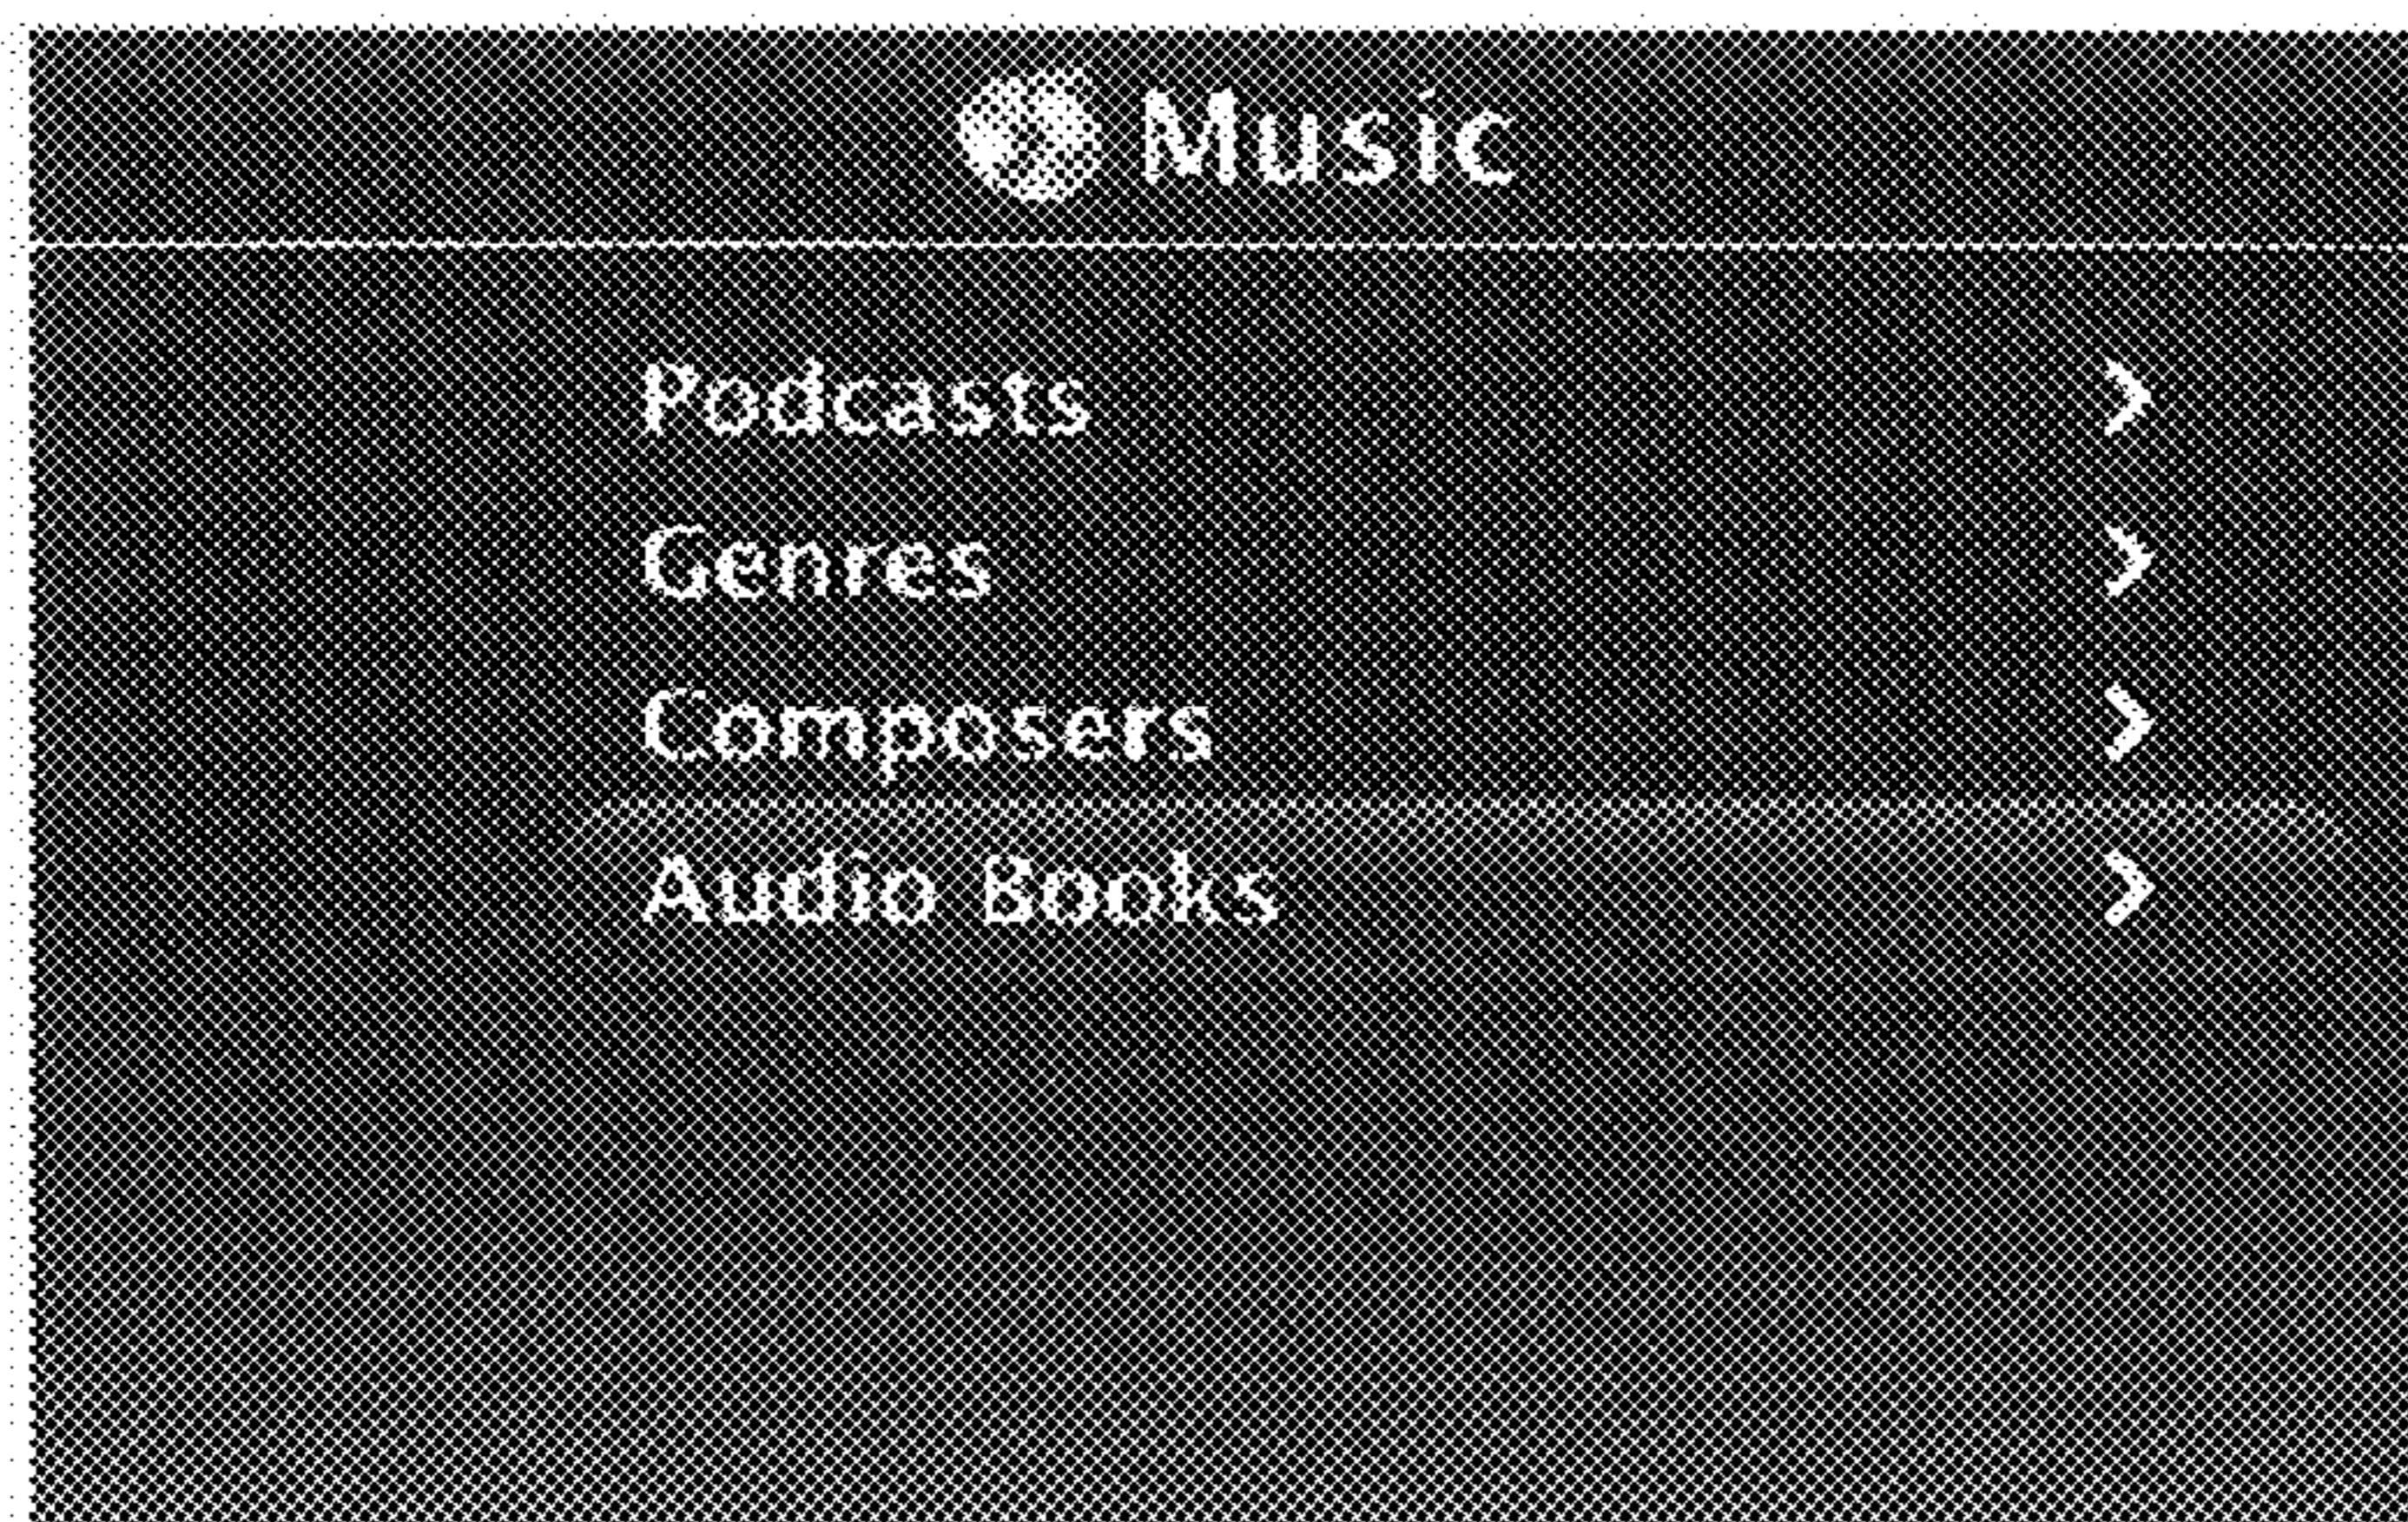 Music
Podcasts >
Genres >
Composers >
Audio Books >